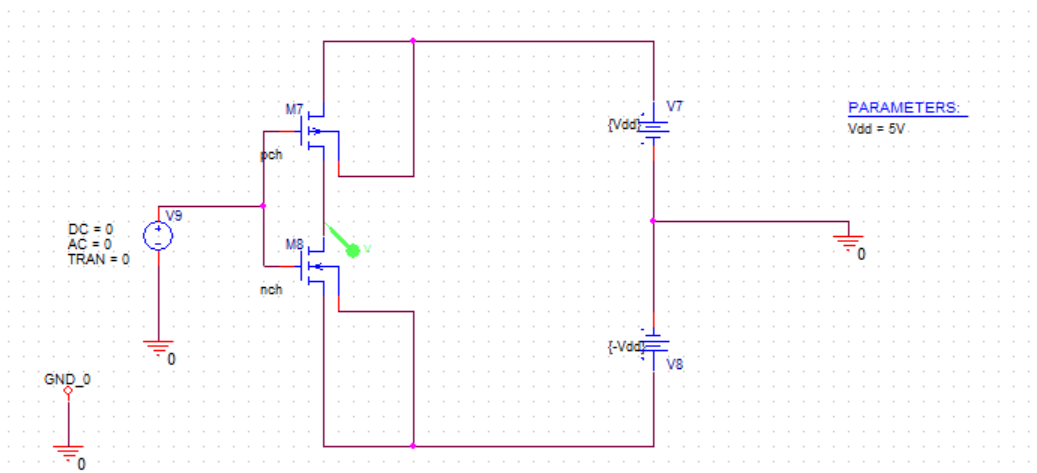 M7
V7
PARAMETERS:
{Vdd}
Vdd = 5V
pch
V9
DC = 0
AC = 0
TRAN = 0
M8
V
0
nch
{-Vdd}
0
V8
GND_0
0